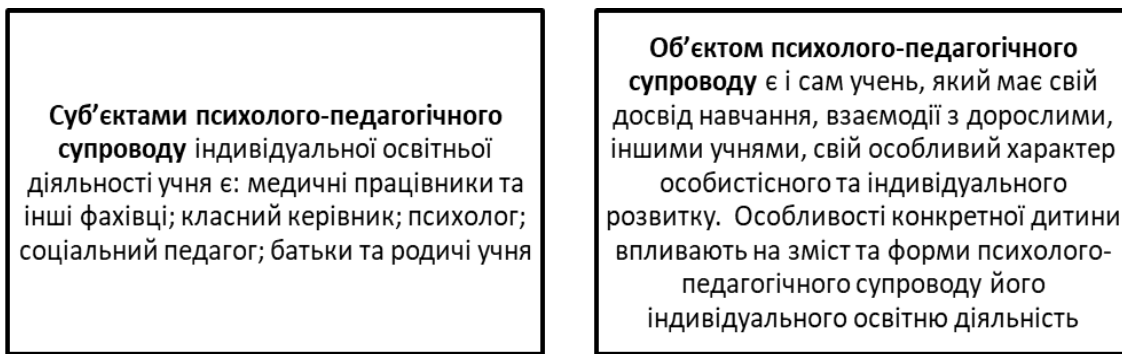 Суб’єктами психолого-педагогічного
супроводу індивідуальної освітньої
діяльності учня є: медичні працівники та
інші фахівці; класний керівник; психолог;
соціальний педагог; батьки та родичі учня
Об’єктом психолого-педагогічного
супроводу є і сам учень, який має свій
досвід навчання, взаємодії з дорослими,
іншими учнями, свій особливий характер
особистісного та індивідуального
розвитку. Особливості конкретної дитини
впливають на зміст та форми психолого-
педагогічного супроводу його
індивідуального освітню діяльність